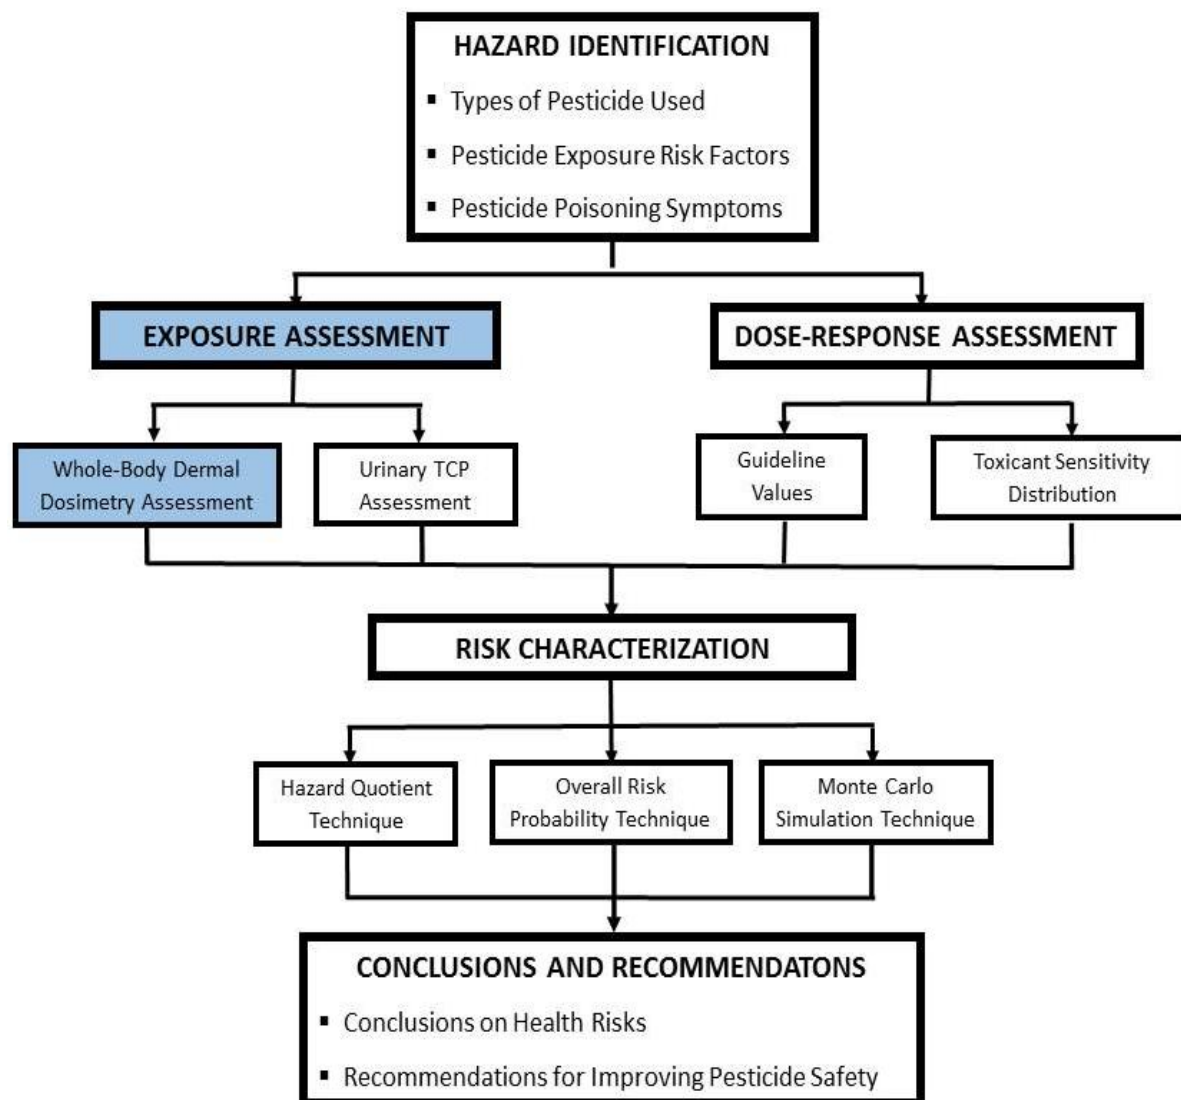 HAZARD IDENTIFICATION
▪ Types of Pesticide Used
▪ Pesticide Exposure Risk Factors
▪ Pesticide Poisoning Symptoms
EXPOSURE ASSESSMENT
DOSE-RESPONSE ASSESSMENT
Whole-Body Dermal
Dosimetry Assessment
Urinary TCP
Assessment
Guideline
Values
Toxicant Sensitivity
Distribution
RISK CHARACTERIZATION
Hazard Quotient
Technique
Overall Risk
Probability Technique
Monte Carlo
Simulation Technique
CONCLUSIONS AND RECOMMENDATONS
▪ Conclusions on Health Risks
▪ Recommendations for Improving Pesticide Safety